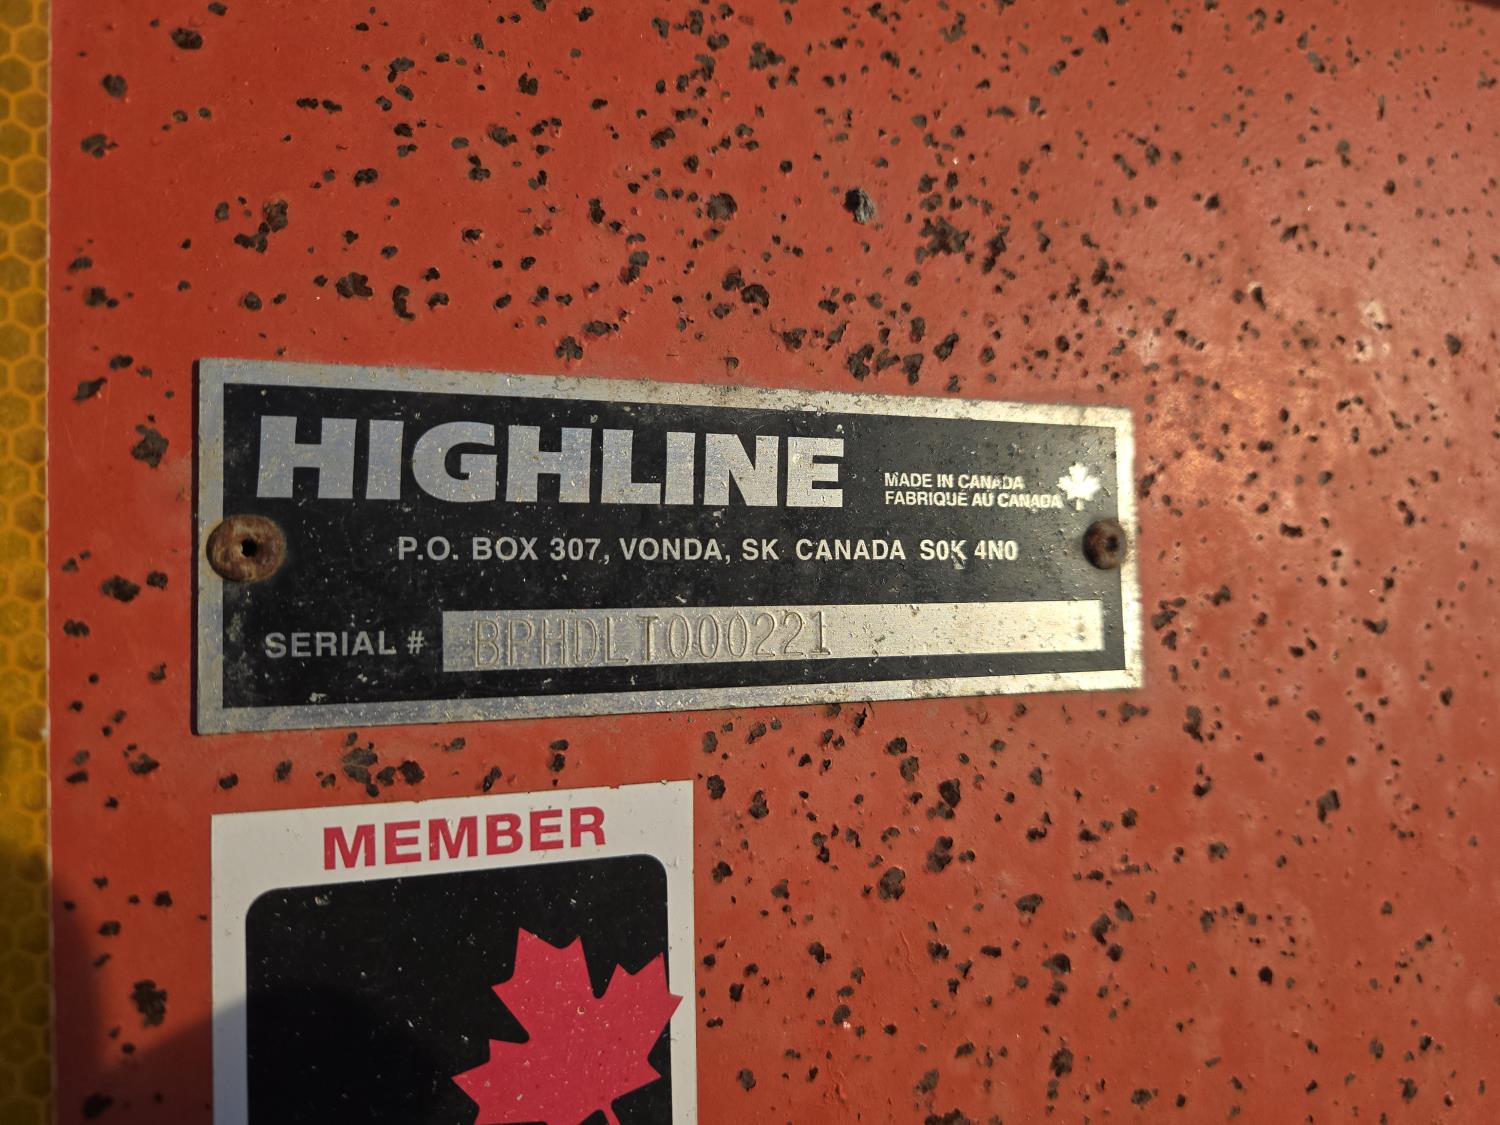 HIGHLINE
MADE IN CANADA
FABRIQUÉ AU CANADA
P.O. BOX 307, VONDA, SK CANADA S0K 4N0
SERIAL # BPHDLT000221
MEMBER